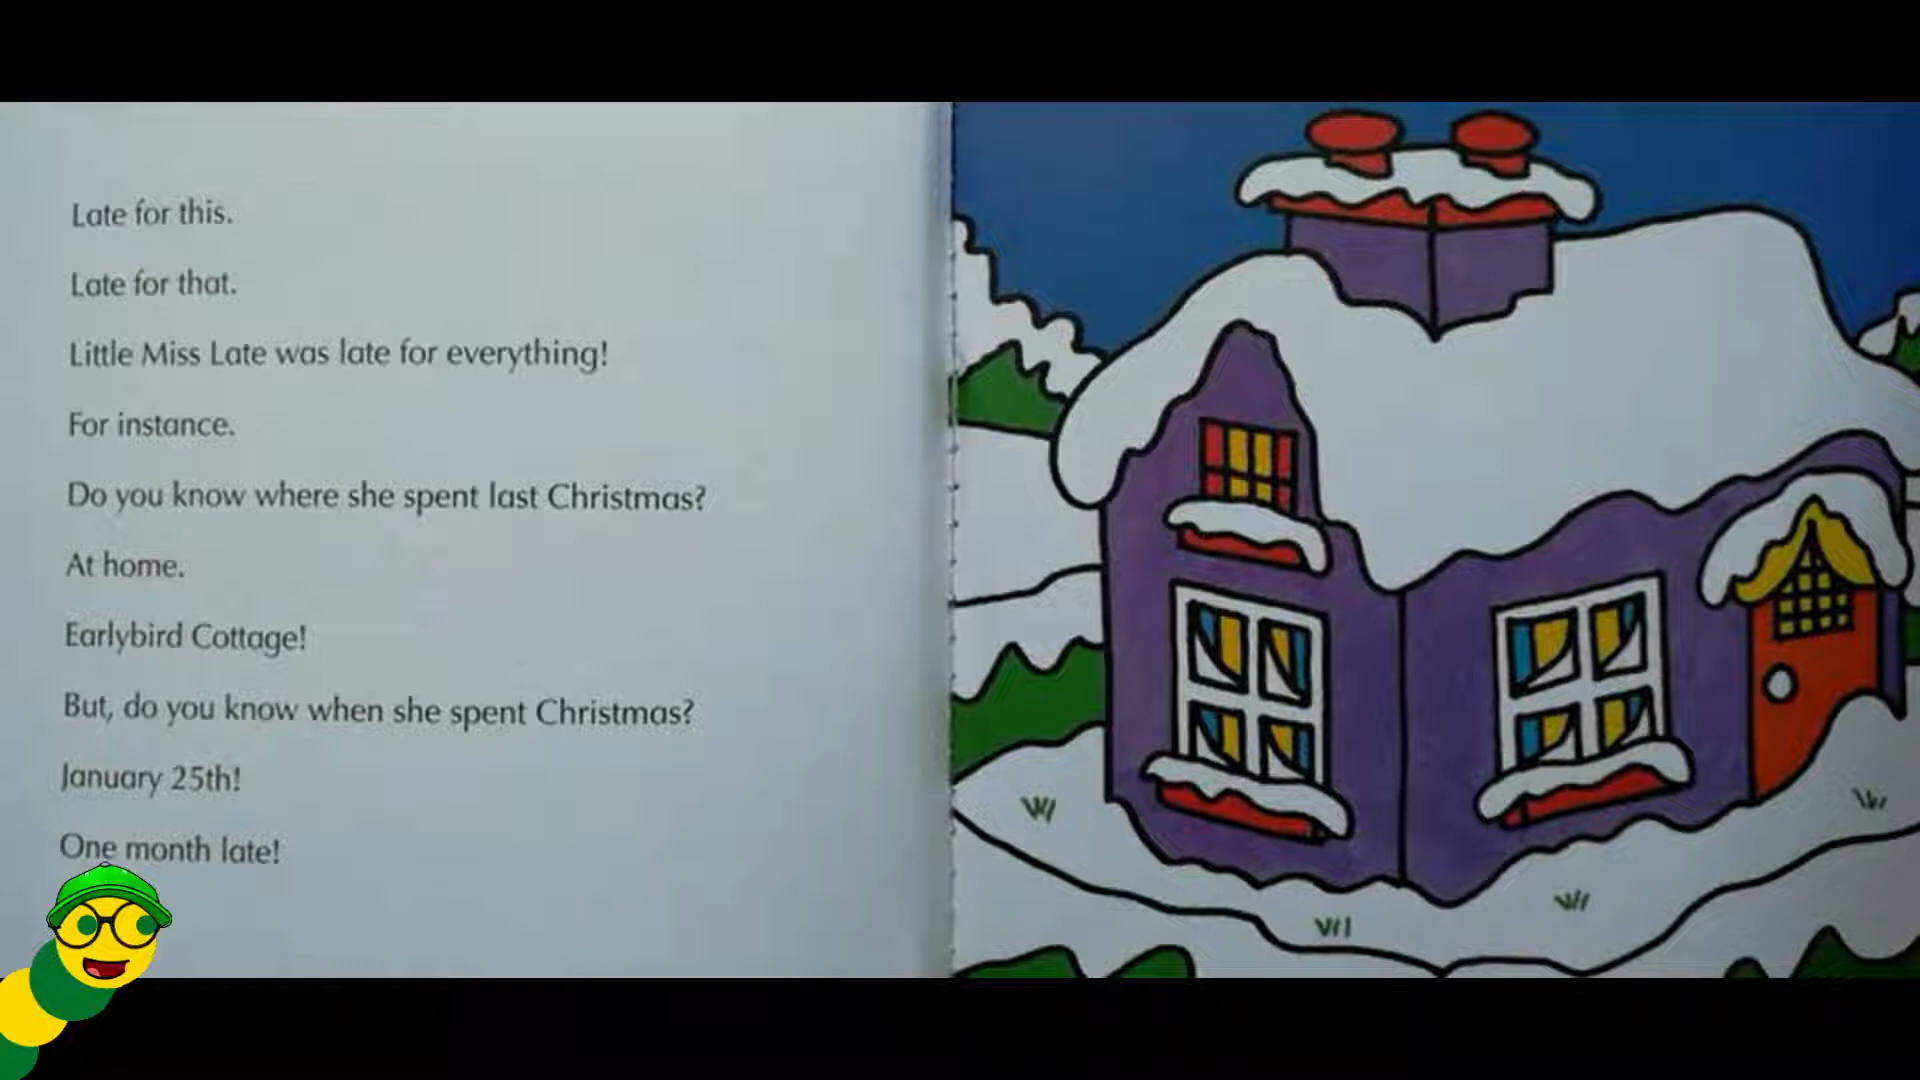 Late for this.
Late for that.
Little Miss Late was late for everything!
For instance.
Do you know where she spent last Christmas?
At home.
Earlybird Cottage!
But, do you know when she spent Christmas?
January 25th!
One month late!